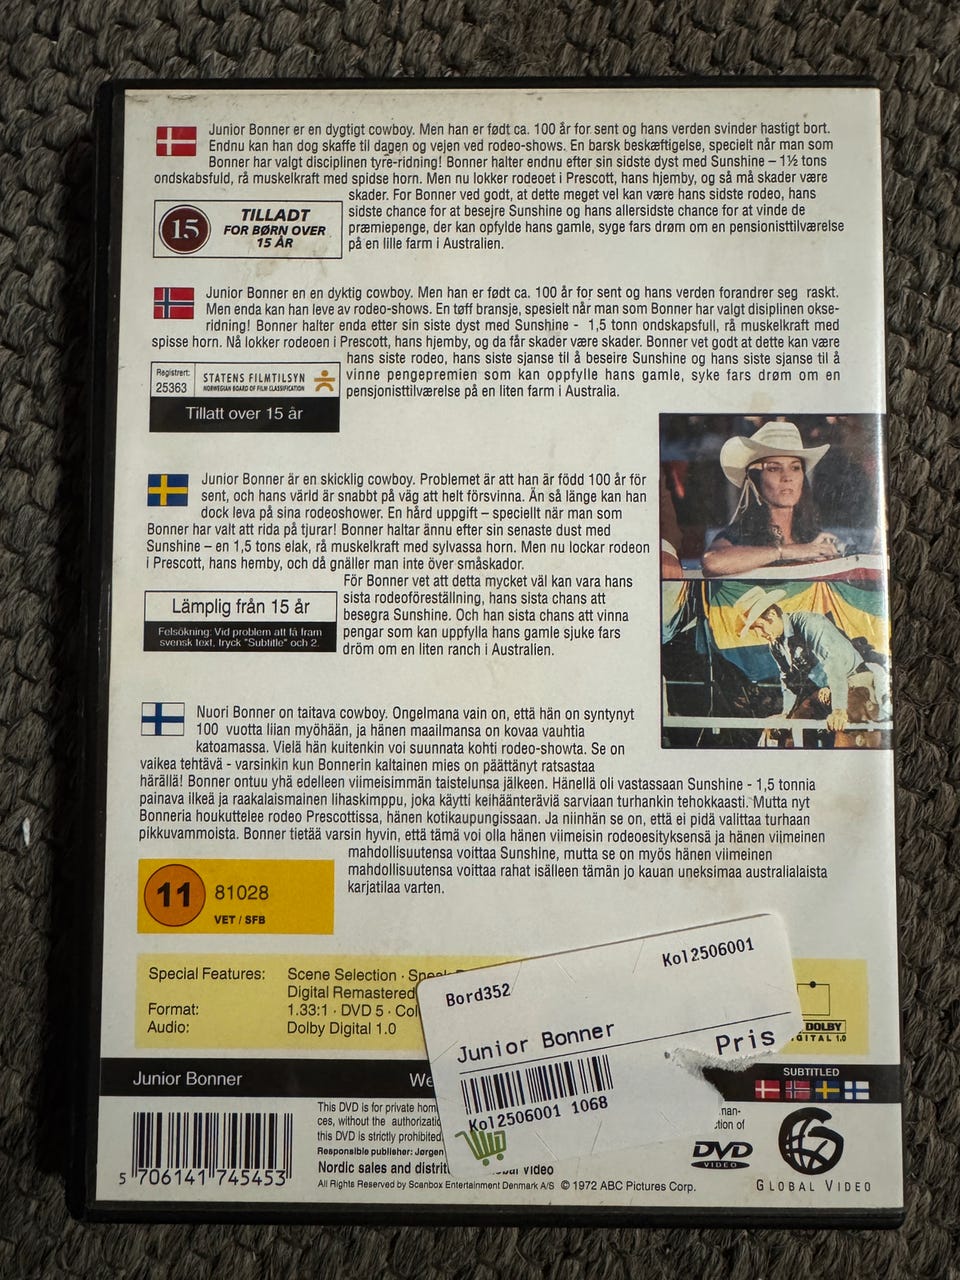 Junior Bonner er en dygtigt cowboy. Men han er født ca. 100 år for sent og hans verden svinder hastigt bort.
Endnu kan han dog skaffe til dagen og vejen ved rodeo-shows. En barsk beskæftigelse, specielt når man som
Bonner har valgt disciplinen tyre-ridning! Bonner halter endnu efter sin sidste dyst med Sunshine – 1½ tons
ondskabsfuld, rå muskelkraft med spidse horn. Men nu lokker rodeoet i Prescott, hans hjemby, og så må skader være
skader. For Bonner ved godt, at dette meget vel kan være hans sidste rodeo, hans
sidste chance for at besejre Sunshine og hans allersidste chance for at vinde de
præmiepenge, der kan opfylde hans gamle, syge fars drøm om en pensionisttilværelse
på en lille farm i Australien.
15
TILLADT
FOR BØRN OVER
15 ÅR
Junior Bonner en en dyktig cowboy. Men han er født ca. 100 år for sent og hans verden forandrer seg raskt.
Men enda kan han leve av rodeo-shows. En tøff bransje, spesielt når man som Bonner har valgt disiplinen okse-
ridning! Bonner halter enda etter sin siste dyst med Sunshine - 1,5 tonn ondskapsfull, rå muskelkraft med
spisse horn. Nå lokker rodeoen i Prescott, hans hjemby, og da får skader være skader. Bonner vet godt at dette kan være
hans siste rodeo, hans siste sjanse til å beseire Sunshine og hans siste sjanse til å
vinne pengepremien som kan oppfylle hans gamle, syke fars drøm om en
pensjonisttilværelse på en liten farm i Australia.
Registrert:
25363
STATENS FILMTILSYN
NORWEGIAN BOARD OF FILM CLASSIFICATION
Tillatt over 15 år
Junior Bonner är en skicklig cowboy. Problemet är att han är född 100 år för
sent, och hans värld är snabbt på väg att helt försvinna. Än så länge kan han
dock leva på sina rodeoshower. En hård uppgift – speciellt när man som
Bonner har valt att rida på tjurar! Bonner haltar ännu efter sin senaste dust med
Sunshine – en 1,5 tons elak, rå muskelkraft med sylvassa horn. Men nu lockar rodeon
i Prescott, hans hemby, och då gnäller man inte över småskador.
För Bonner vet att detta mycket väl kan vara hans
sista rodeoföreställning, hans sista chans att
besegra Sunshine. Och han sista chans att vinna
pengar som kan uppfylla hans gamle sjuke fars
dröm om en liten ranch i Australien.
Lämplig från 15 år
Felsökning: Vid problem att få fram
svensk text, tryck "Subtitle" och 2.
Nuori Bonner on taitava cowboy. Ongelmana vain on, että hän on syntynyt
100 vuotta liian myöhään, ja hänen maailmansa on kovaa vauhtia
katoamassa. Vielä hän kuitenkin voi suunnata kohti rodeo-showta. Se on
vaikea tehtävä - varsinkin kun Bonnerin kaltainen mies on päättänyt ratsastaa
härällä! Bonner ontuu yhä edelleen viimeisimmän taistelunsa jälkeen. Hänellä oli vastassaan Sunshine - 1,5 tonnia
painava ilkeä ja raakalaismainen lihaskimppu, joka käytti keihäänteräviä sarviaan turhankin tehokkaasti. Mutta nyt
Bonneria houkuttelee rodeo Prescottissa, hänen kotikaupungissaan. Ja niinhän se on, että ei pidä valittaa turhaan
pikkuvammoista. Bonner tietää varsin hyvin, että tämä voi olla hänen viimeisin rodeoesityksensä ja hänen viimeinen
mahdollisuutensa voittaa Sunshine, mutta se on myös hänen viimeinen
mahdollisuutensa voittaa rahat isälleen tämän jo kauan uneksimaa australialaista
karjatilaa varten.
11
81028
VET / SFB
Special Features: Scene Selection ·
Digital Remastered
Format: 1.33:1 · DVD 5 ·
Audio: Dolby Digital 1.0
DOLBY
Bord352
Kol2506001
Junior Bonner
Pris
Kol2506001 1068
Junior Bonner
SUBTITLED
This DVD is for private
ces, without the
this DVD is strictly prohibited
Responsible publisher: Jørgen
Nordic sales and
Video
All Rights Reserved by Scanbox Entertainment Denmark A/S © 1972 ABC Pictures Corp.
5 706141 745453
DVD
VIDEO
GLOBAL VIDEO